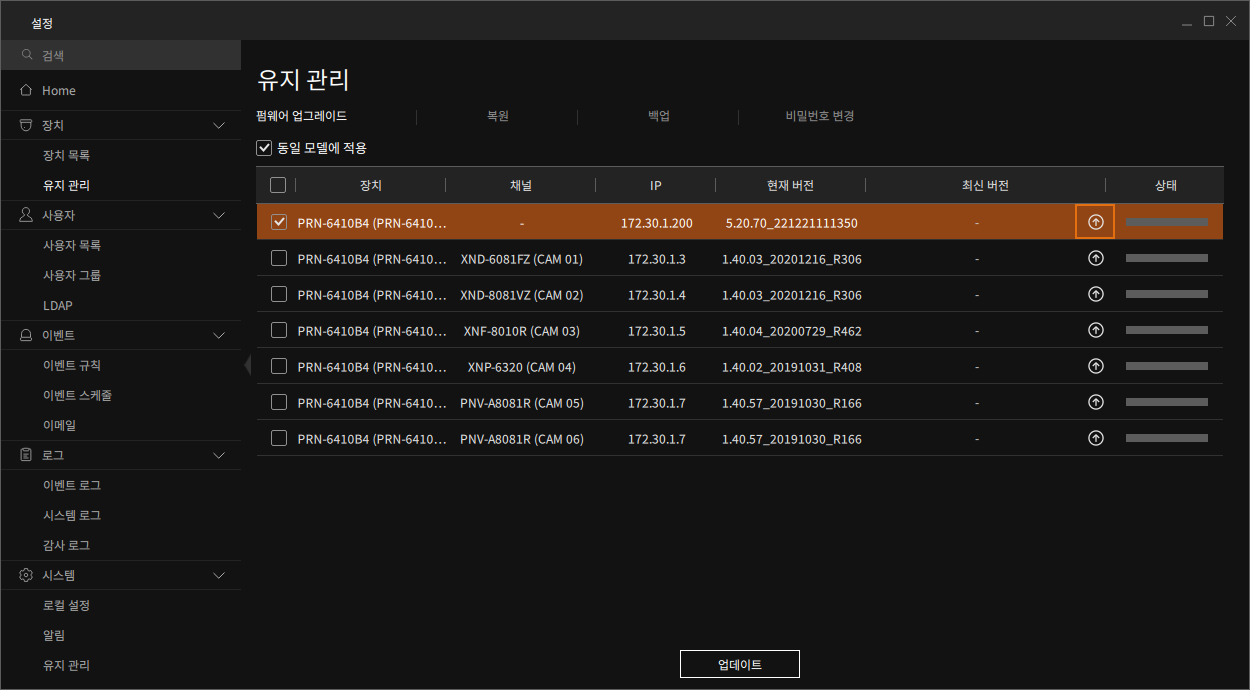 설정
검색
Home
장치
장치 목록
유지 관리
사용자
사용자 목록
사용자 그룹
LDAP
이벤트
이벤트 규칙
이벤트 스케줄
이메일
로그
이벤트 로그
시스템 로그
감사 로그
시스템
로컬 설정
알림
유지 관리
유지 관리
펌웨어 업그레이드 복원 백업 비밀번호 변경
동일 모델에 적용
장치 채널 IP 현재 버전 최신 버전 상태
PRN-6410B4 (PRN-6410... - 172.30.1.200 5.20.70_221221111350 -
PRN-6410B4 (PRN-6410... XND-6081FZ (CAM 01) 172.30.1.3 1.40.03_20201216_R306 -
PRN-6410B4 (PRN-6410... XND-8081VZ (CAM 02) 172.30.1.4 1.40.03_20201216_R306 -
PRN-6410B4 (PRN-6410... XNF-8010R (CAM 03) 172.30.1.5 1.40.04_20200729_R462 -
PRN-6410B4 (PRN-6410... XNP-6320 (CAM 04) 172.30.1.6 1.40.02_20191031_R408 -
PRN-6410B4 (PRN-6410... PNV-A8081R (CAM 05) 172.30.1.7 1.40.57_20191030_R166 -
PRN-6410B4 (PRN-6410... PNV-A8081R (CAM 06) 172.30.1.7 1.40.57_20191030_R166 -
업데이트